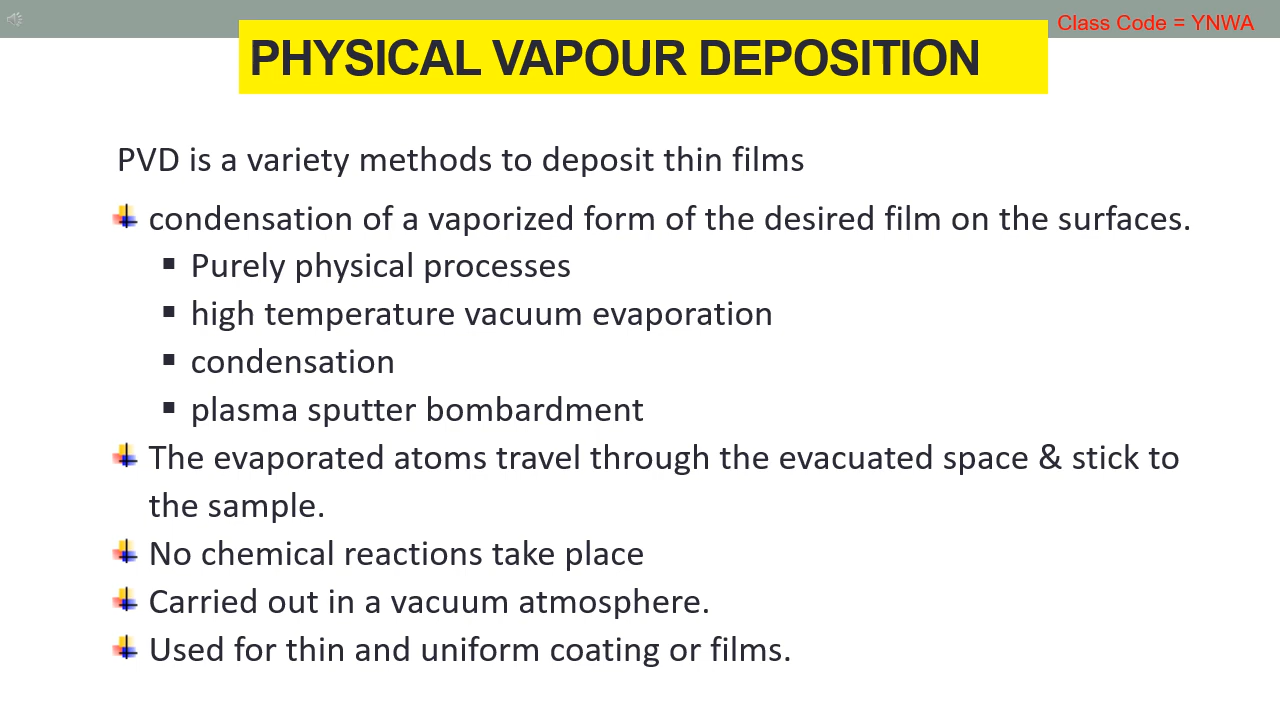 Class Code = YNWA
PHYSICAL VAPOUR DEPOSITION
PVD is a variety methods to deposit thin films
condensation of a vaporized form of the desired film on the surfaces.
Purely physical processes
high temperature vacuum evaporation
condensation
plasma sputter bombardment
The evaporated atoms travel through the evacuated space & stick to
the sample.
No chemical reactions take place
Carried out in a vacuum atmosphere.
Used for thin and uniform coating or films.